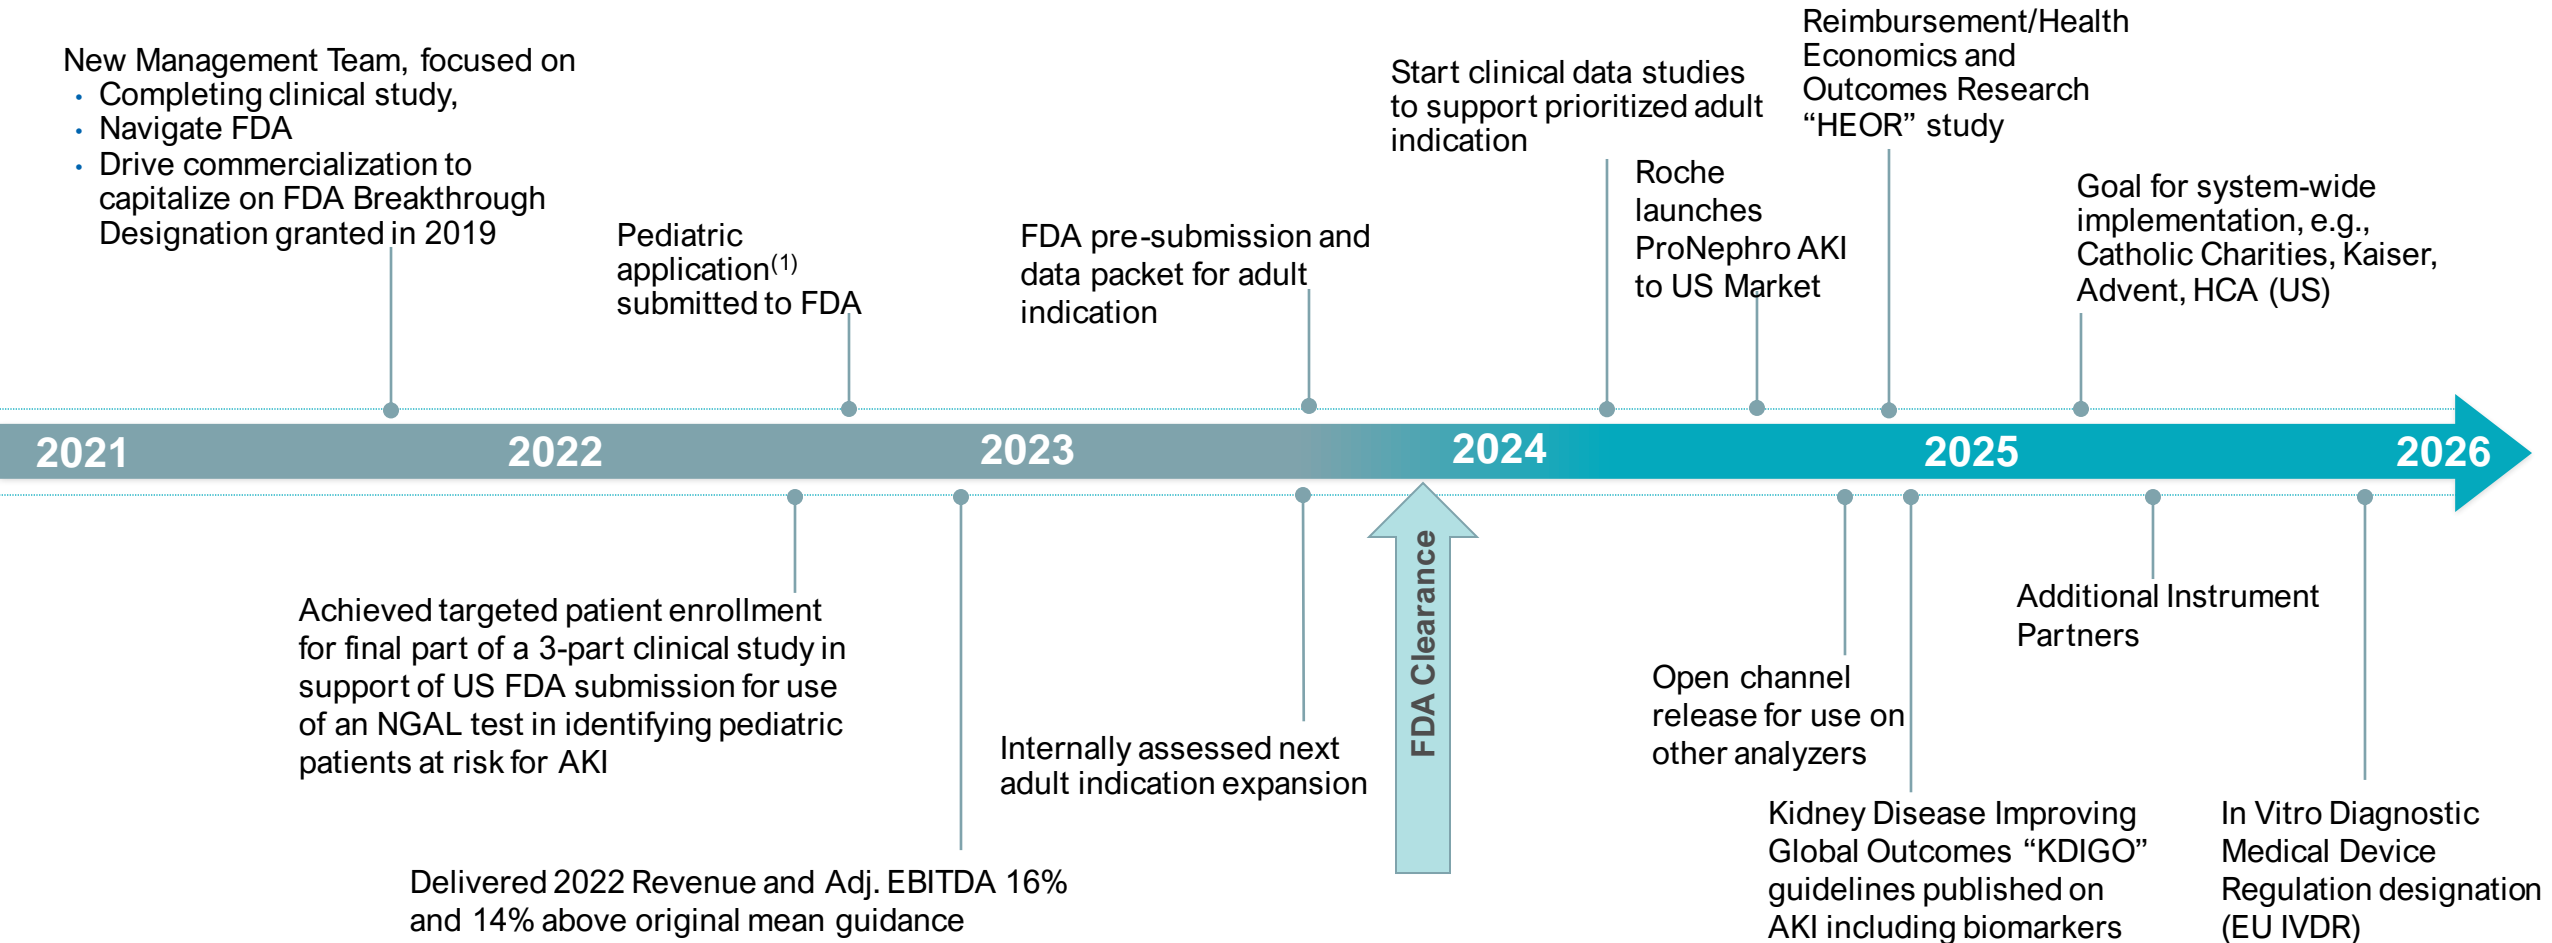 New Management Team, focused on
• Completing clinical study,
• Navigate FDA
• Drive commercialization to
capitalize on FDA Breakthrough
Designation granted in 2019
Pediatric
application(1)
submitted to FDA
FDA pre-submission and
data packet for adult
indication
Start clinical data studies
to support prioritized adult
indication
Roche
launches
ProNephro AKI
to US Market
Reimbursement/Health
Economics and
Outcomes Research
“HEOR” study
Goal for system-wide
implementation, e.g.,
Catholic Charities, Kaiser,
Advent, HCA (US)
2021 2022 2023 2024 2025 2026
Achieved targeted patient enrollment
for final part of a 3-part clinical study in
support of US FDA submission for use
of an NGAL test in identifying pediatric
patients at risk for AKI
Delivered 2022 Revenue and Adj. EBITDA 16%
and 14% above original mean guidance
Internally assessed next
adult indication expansion
FDA Clearance
Open channel
release for use on
other analyzers
Kidney Disease Improving
Global Outcomes “KDIGO”
guidelines published on
AKI including biomarkers
Additional Instrument
Partners
In Vitro Diagnostic
Medical Device
Regulation designation
(EU IVDR)